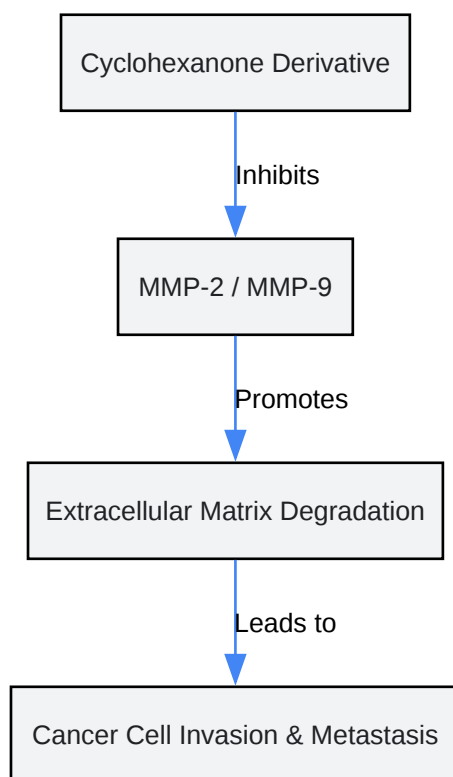 Cyclohexanone Derivative
Inhibits
MMP-2 / MMP-9
Promotes
Extracellular Matrix Degradation
Leads to
Cancer Cell Invasion & Metastasis